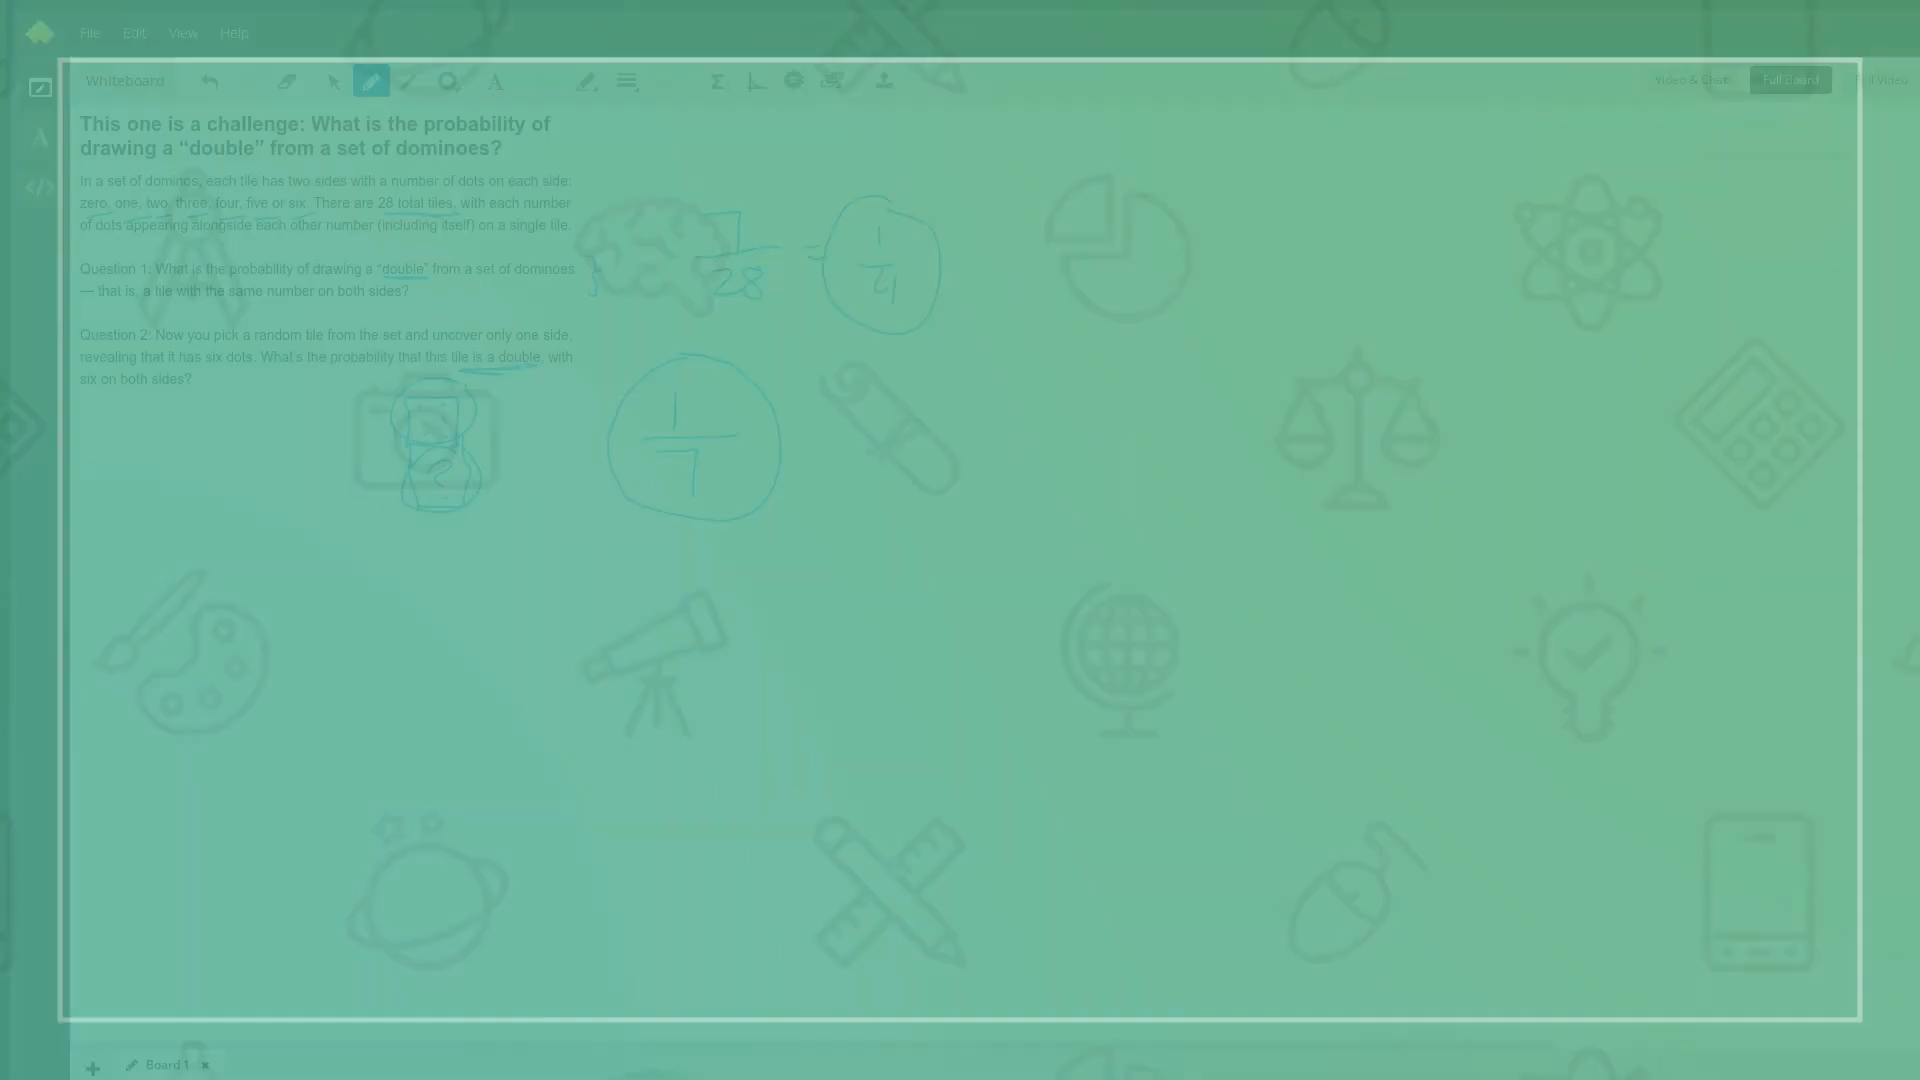 File Edit View Help
Whiteboard
A
Σ
Video & Chat Full Board Full Video
A
</>
This one is a challenge: What is the probability of
drawing a “double” from a set of dominoes?
In a set of dominos, each tile has two sides with a number of dots on each side:
zero, one, two, three, four, five or six. There are 28 total tiles, with each number
of dots appearing alongside each other number (including itself) on a single tile.
Question 1: What is the probability of drawing a “double” from a set of dominoes
— that is, a tile with the same number on both sides?
7
28
=
1
4
Question 2: Now you pick a random tile from the set and uncover only one side,
revealing that it has six dots. What’s the probability that this tile is a double, with
six on both sides?
?
1
7
Board 1